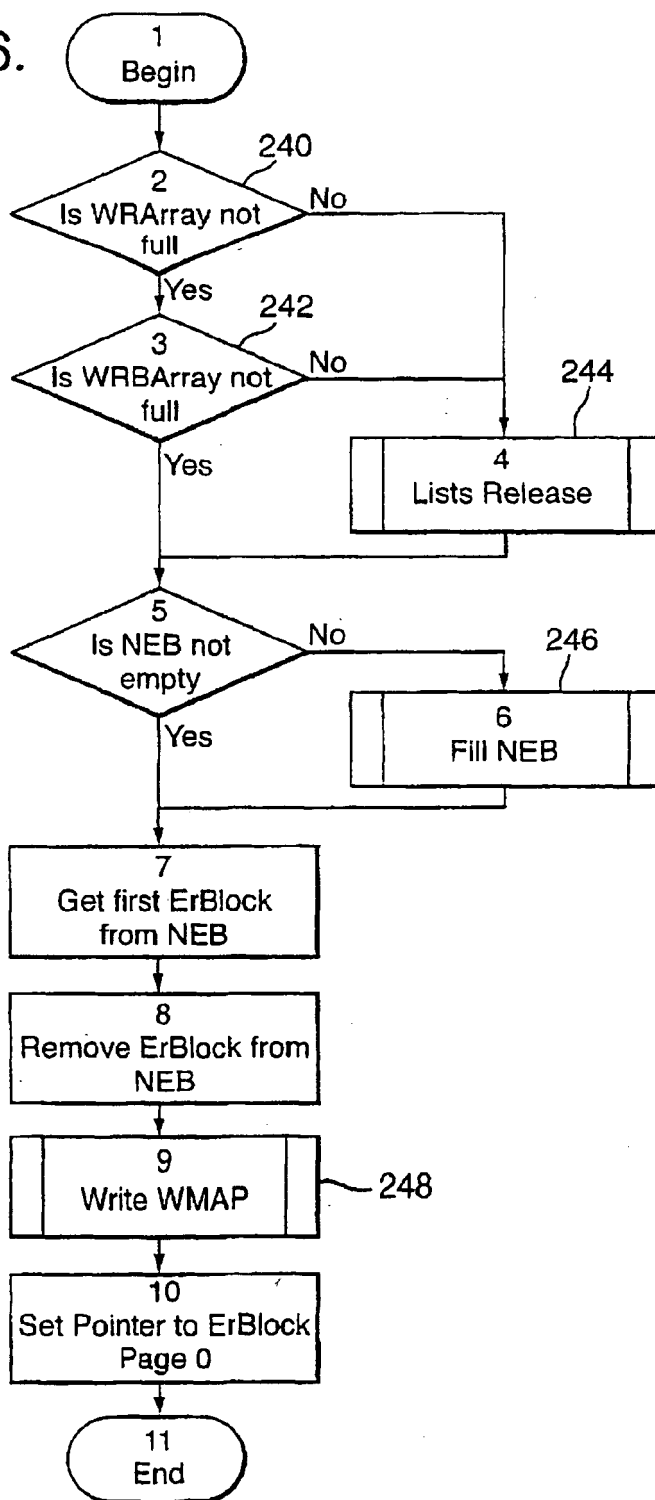 6.
1
Begin
240
2
Is WRArray not
full
No
Yes
242
3
Is WRBArray not
full
No
Yes
244
4
Lists Release
5
Is NEB not
empty
No
Yes
246
6
Fill NEB
7
Get first ErBlock
from NEB
8
Remove ErBlock from
NEB
9
Write WMAP
248
10
Set Pointer to ErBlock
Page 0
11
End